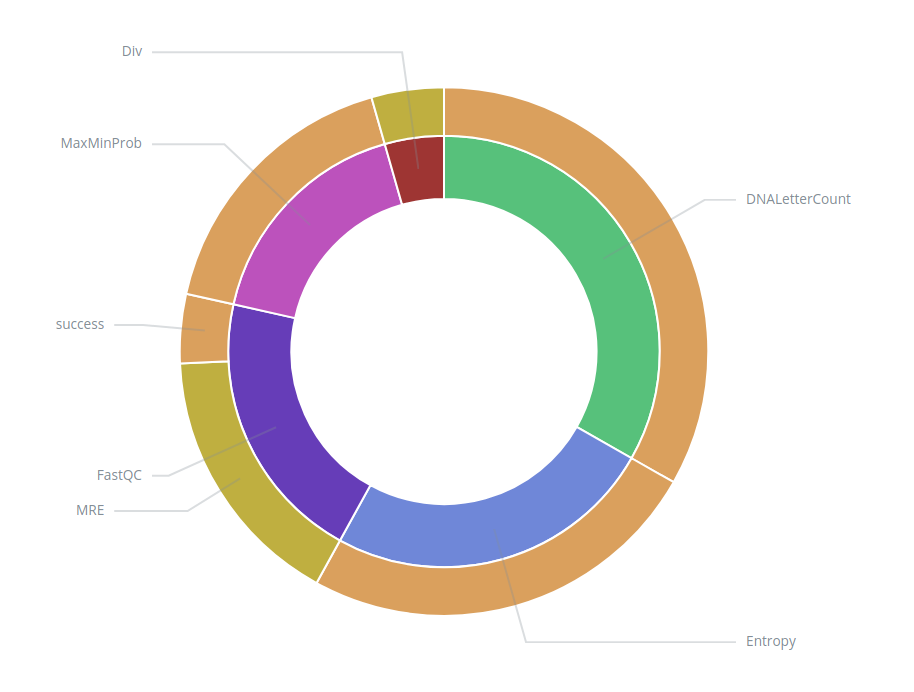 Div
MaxMinProb
DNALetterCount
success
FastQC
MRE
Entropy